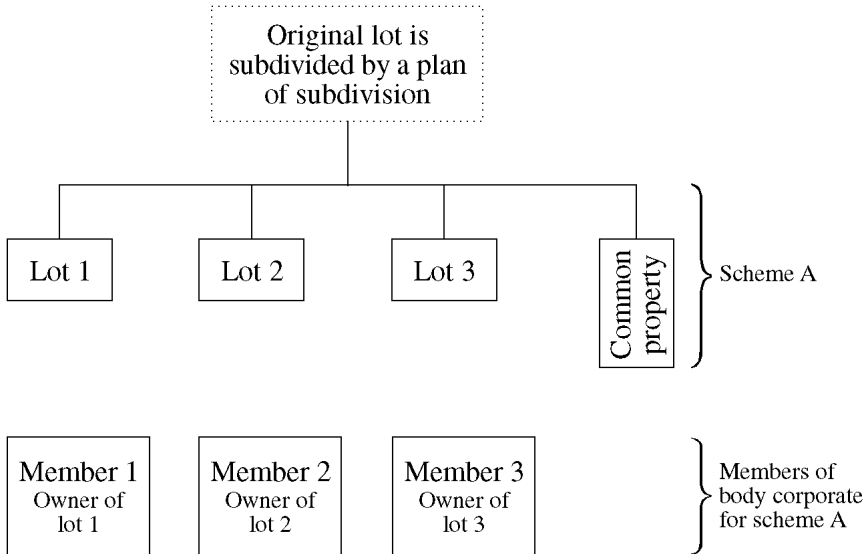 Original lot is
subdivided by a plan
of subdivision
Lot 1
Lot 2
Lot 3
Common
property
Scheme A
Member 1
Owner of
lot 1
Member 2
Owner of
lot 2
Member 3
Owner of
lot 3
Members of
body corporate
for scheme A